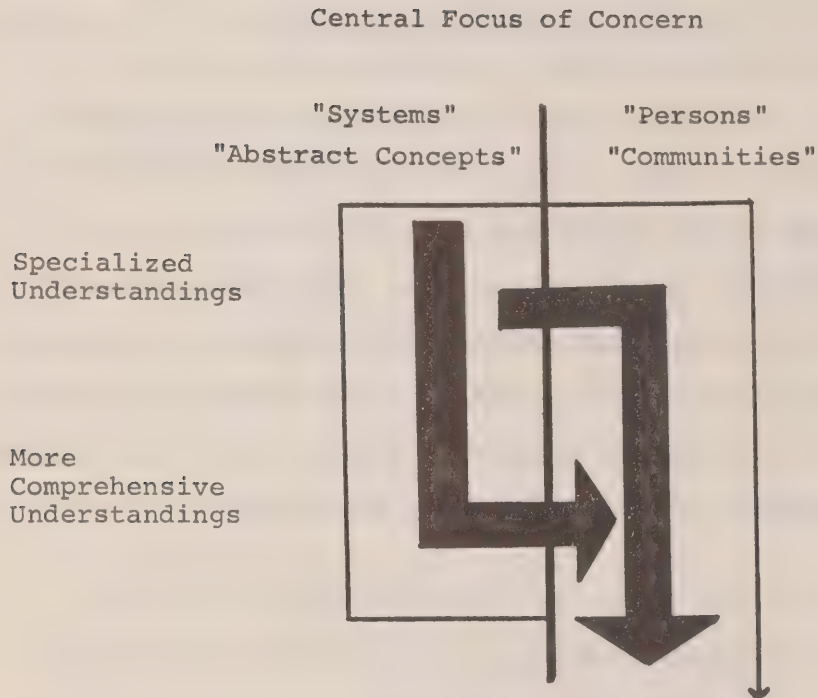 Central Focus of Concern
"Systems"
"Abstract Concepts"
"Persons"
"Communities"
Specialized
Understandings
More
Comprehensive
Understandings